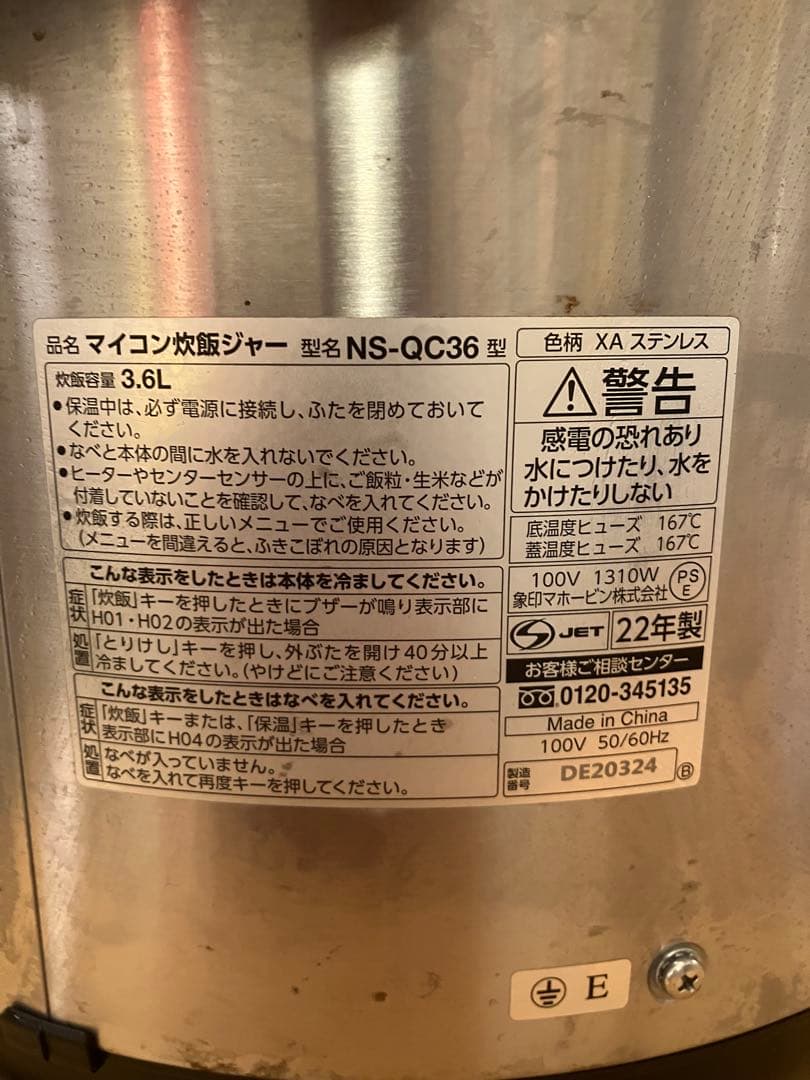 品名 マイコン炊飯ジャー 型名 NS-QC36 型
炊飯容量 3.6L
●保温中は、必ず電源に接続し、ふたを閉めておいて
ください。
●なべと本体の間に水を入れないでください。
●ヒーターやセンターセンサーの上に、ご飯粒・生米などが
付着していないことを確認して、なべを入れてください。
●炊飯する際は、正しいメニューでご使用ください。
(メニューを間違えると、ふきこぼれの原因となります)
こんな表示をしたときは本体を冷ましてください。
症状 「炊飯」キーを押したときにブザーが鳴り表示部に
H01・H02の表示が出た場合
処置 「とりけし」キーを押し、外ぶたを開け40分以上
冷ましてください。(やけどにご注意ください)
こんな表示をしたときはなべを入れてください。
症状 「炊飯」キーまたは、「保温」キーを押したとき
表示部にH04の表示が出た場合
処置 なべが入っていません。
なべを入れて再度キーを押してください。
色柄 XA ステンレス
警告
感電の恐れあり
水につけたり、水を
かけたりしない
底温度ヒューズ 167℃
蓋温度ヒューズ 167℃
100V 1310W
象印マホービン株式会社
PS
E
JET 22年製
お客様ご相談センター
0120-345135
Made in China
100V 50/60Hz
製造番号 DE20324 Ⓑ
E